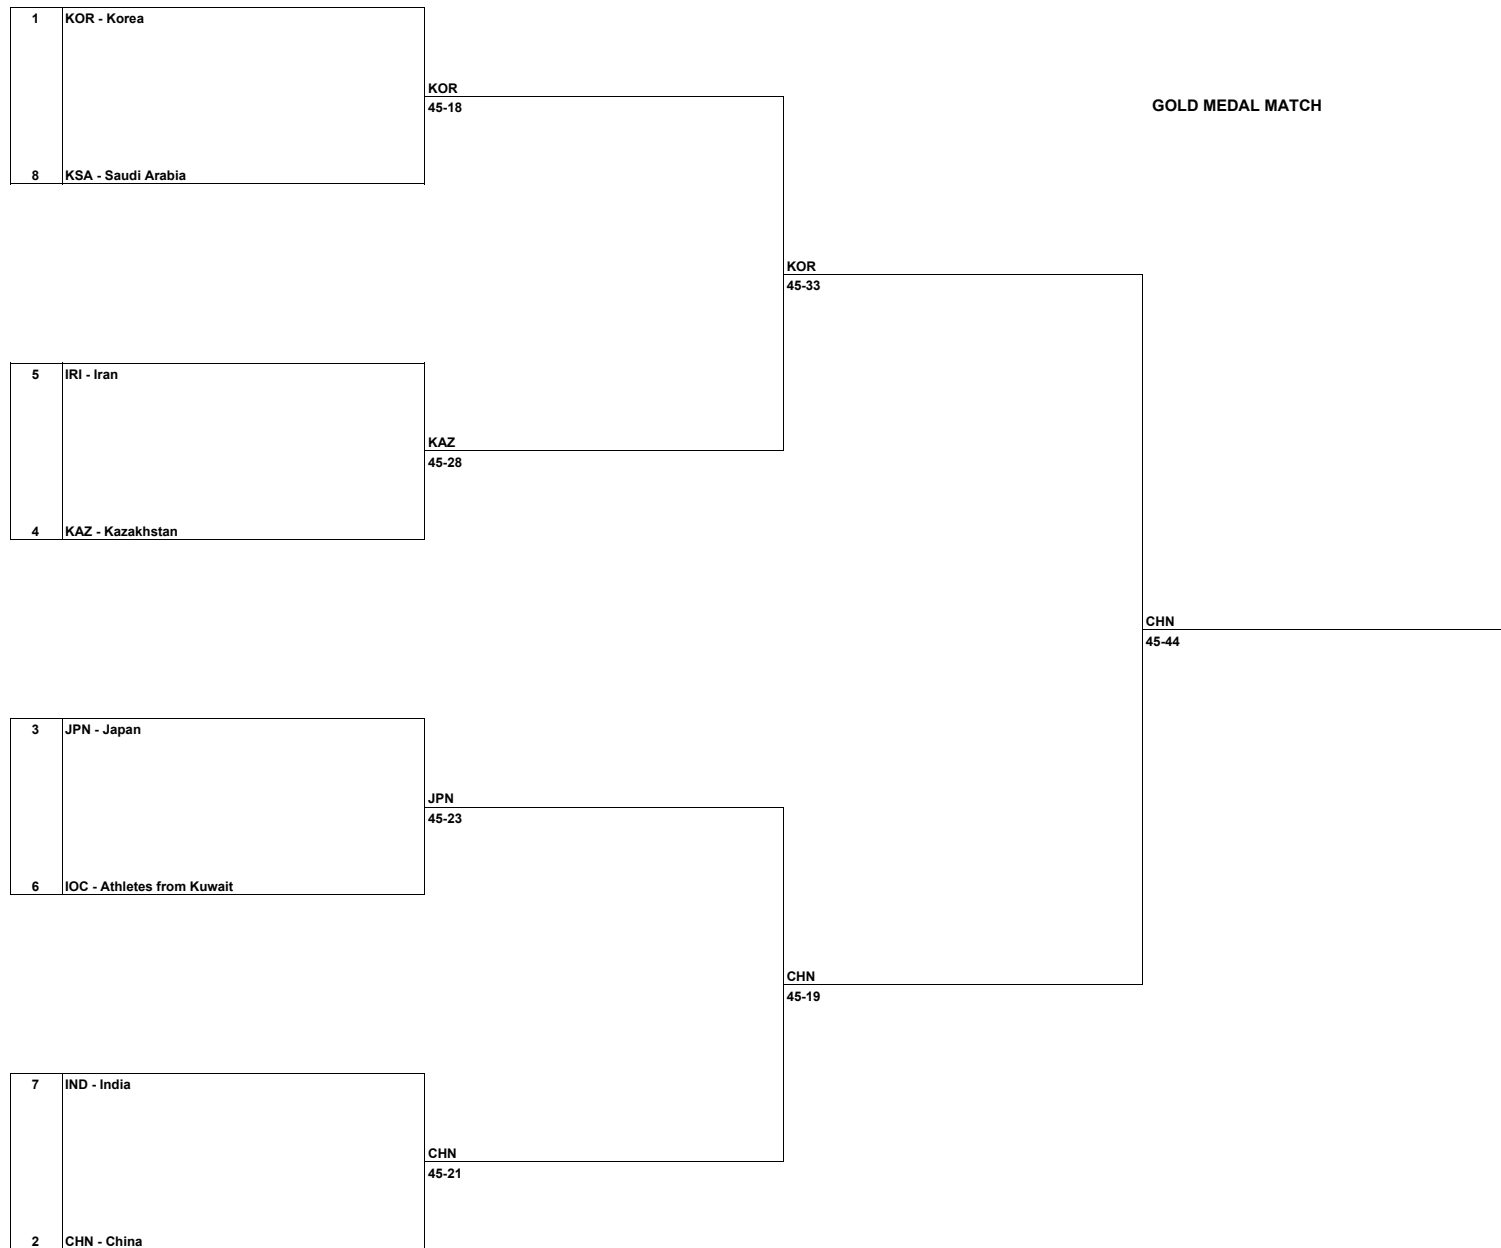 1 KOR - Korea
KOR
45-18
GOLD MEDAL MATCH
8 KSA - Saudi Arabia
KOR
45-33
5 IRI - Iran
KAZ
45-28
4 KAZ - Kazakhstan
CHN
45-44
3 JPN - Japan
JPN
45-23
6 IOC - Athletes from Kuwait
CHN
45-19
7 IND - India
CHN
45-21
2 CHN - China